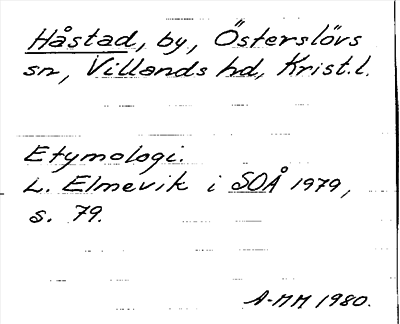 Håstad, by, Österslövs
sn, Villands hd, Krist. l.
Etymologi.
L. Elmevik i SOÅ 1979,
s. 79.
A-MM 1980.